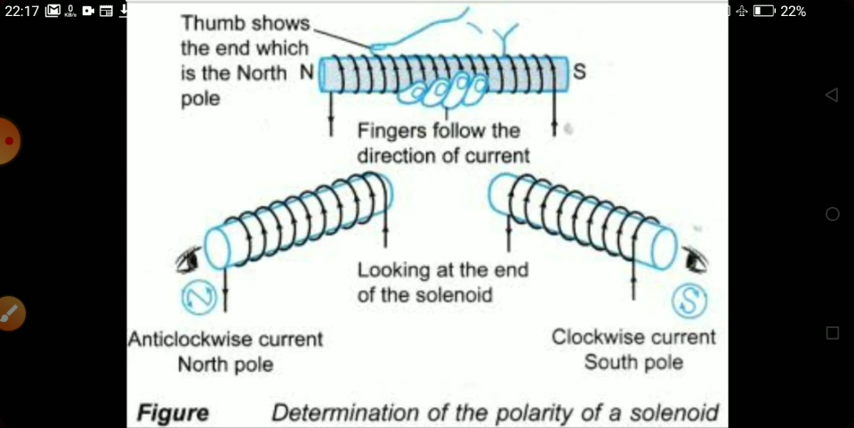 22:17
22%
Thumb shows
the end which
is the North N
pole
S
Fingers follow the
direction of current
Looking at the end
of the solenoid
N
S
Anticlockwise current
North pole
Clockwise current
South pole
Figure Determination of the polarity of a solenoid